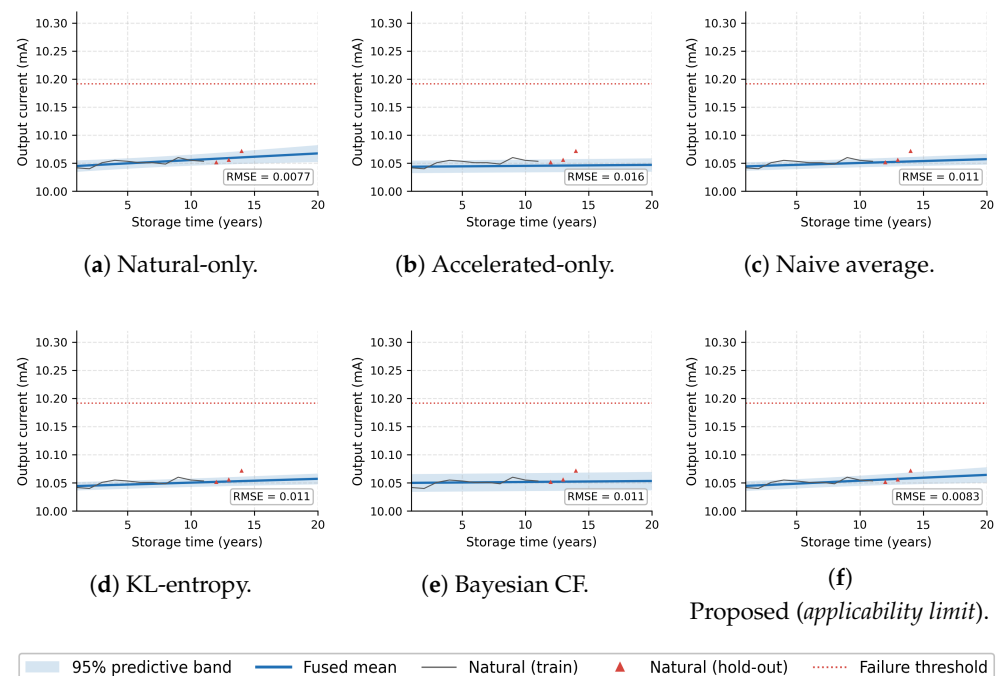 10.30
10.25
10.20
10.15
10.10
10.05
10.00
Output current (mA)
RMSE = 0.0077
5 10 15 20
Storage time (years)
(a) Natural-only.
10.30
10.25
10.20
10.15
10.10
10.05
10.00
Output current (mA)
RMSE = 0.016
5 10 15 20
Storage time (years)
(b) Accelerated-only.
10.30
10.25
10.20
10.15
10.10
10.05
10.00
Output current (mA)
RMSE = 0.011
5 10 15 20
Storage time (years)
(c) Naive average.
10.30
10.25
10.20
10.15
10.10
10.05
10.00
Output current (mA)
RMSE = 0.011
5 10 15 20
Storage time (years)
(d) KL-entropy.
10.30
10.25
10.20
10.15
10.10
10.05
10.00
Output current (mA)
RMSE = 0.011
5 10 15 20
Storage time (years)
(e) Bayesian CF.
10.30
10.25
10.20
10.15
10.10
10.05
10.00
Output current (mA)
RMSE = 0.0083
5 10 15 20
Storage time (years)
(f)
Proposed (applicability limit).
95% predictive band Fused mean Natural (train) Natural (hold-out) Failure threshold